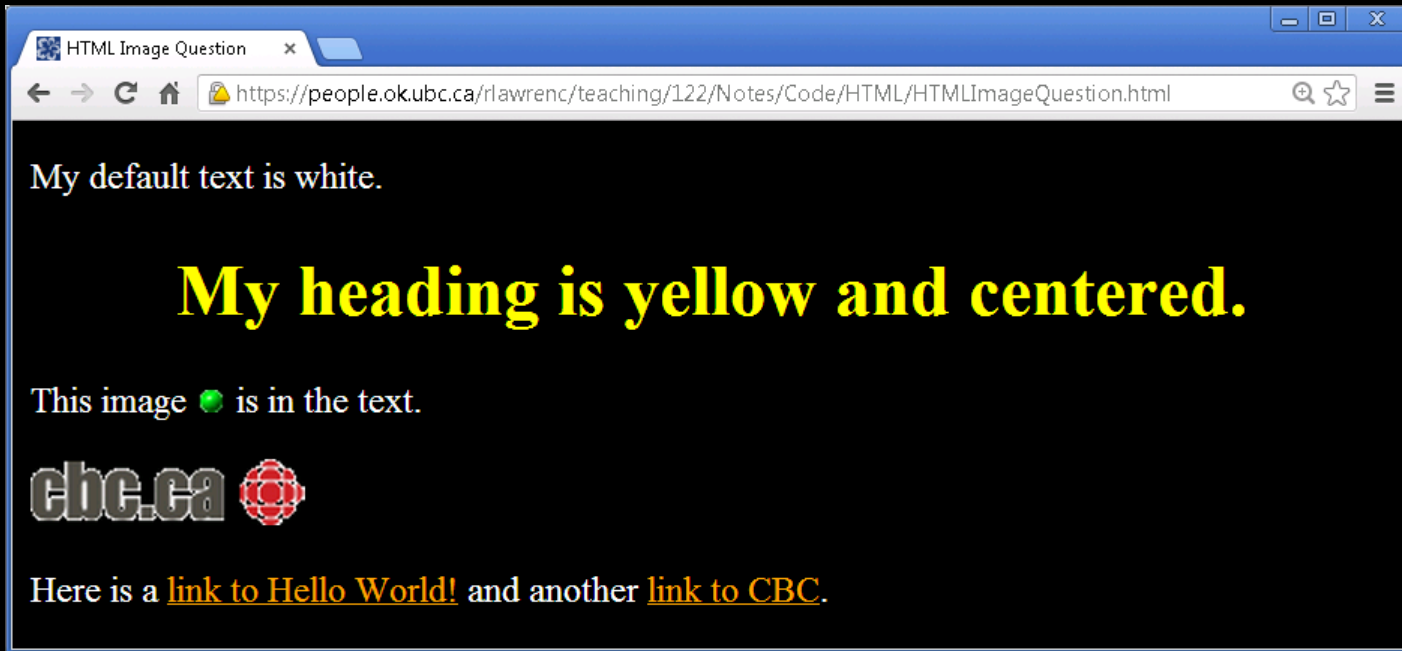 HTML Image Question
https://people.ok.ubc.ca/rlawrenc/teaching/122/Notes/Code/HTML/HTMLImageQuestion.html
My default text is white.
My heading is yellow and centered.
This image is in the text.
cbc.ca
Here is a link to Hello World! and another link to CBC.